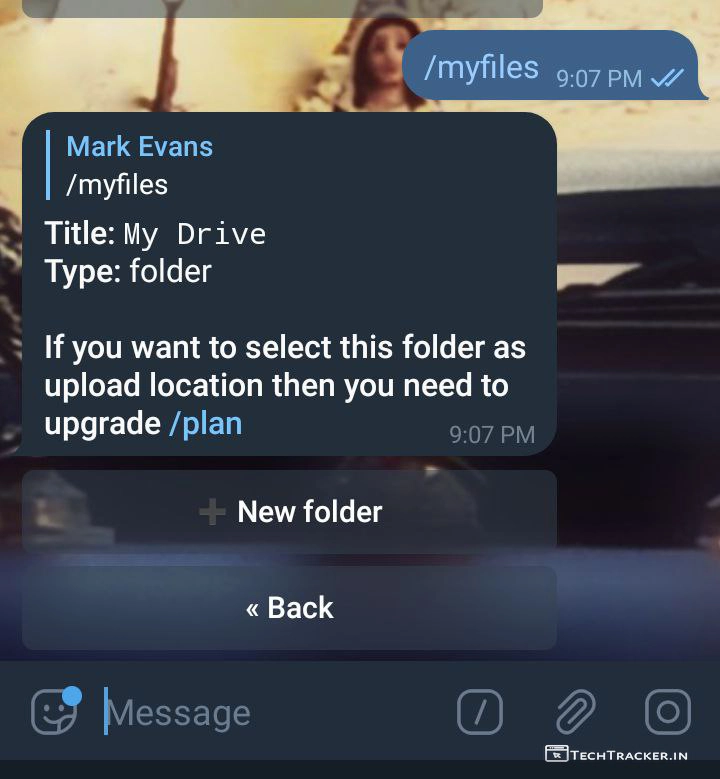 /myfiles 9:07 PM
Mark Evans
/myfiles
Title: My Drive
Type: folder
If you want to select this folder as
upload location then you need to
upgrade /plan
9:07 PM
➕ New folder
« Back
Message
TECHTRACKER.IN